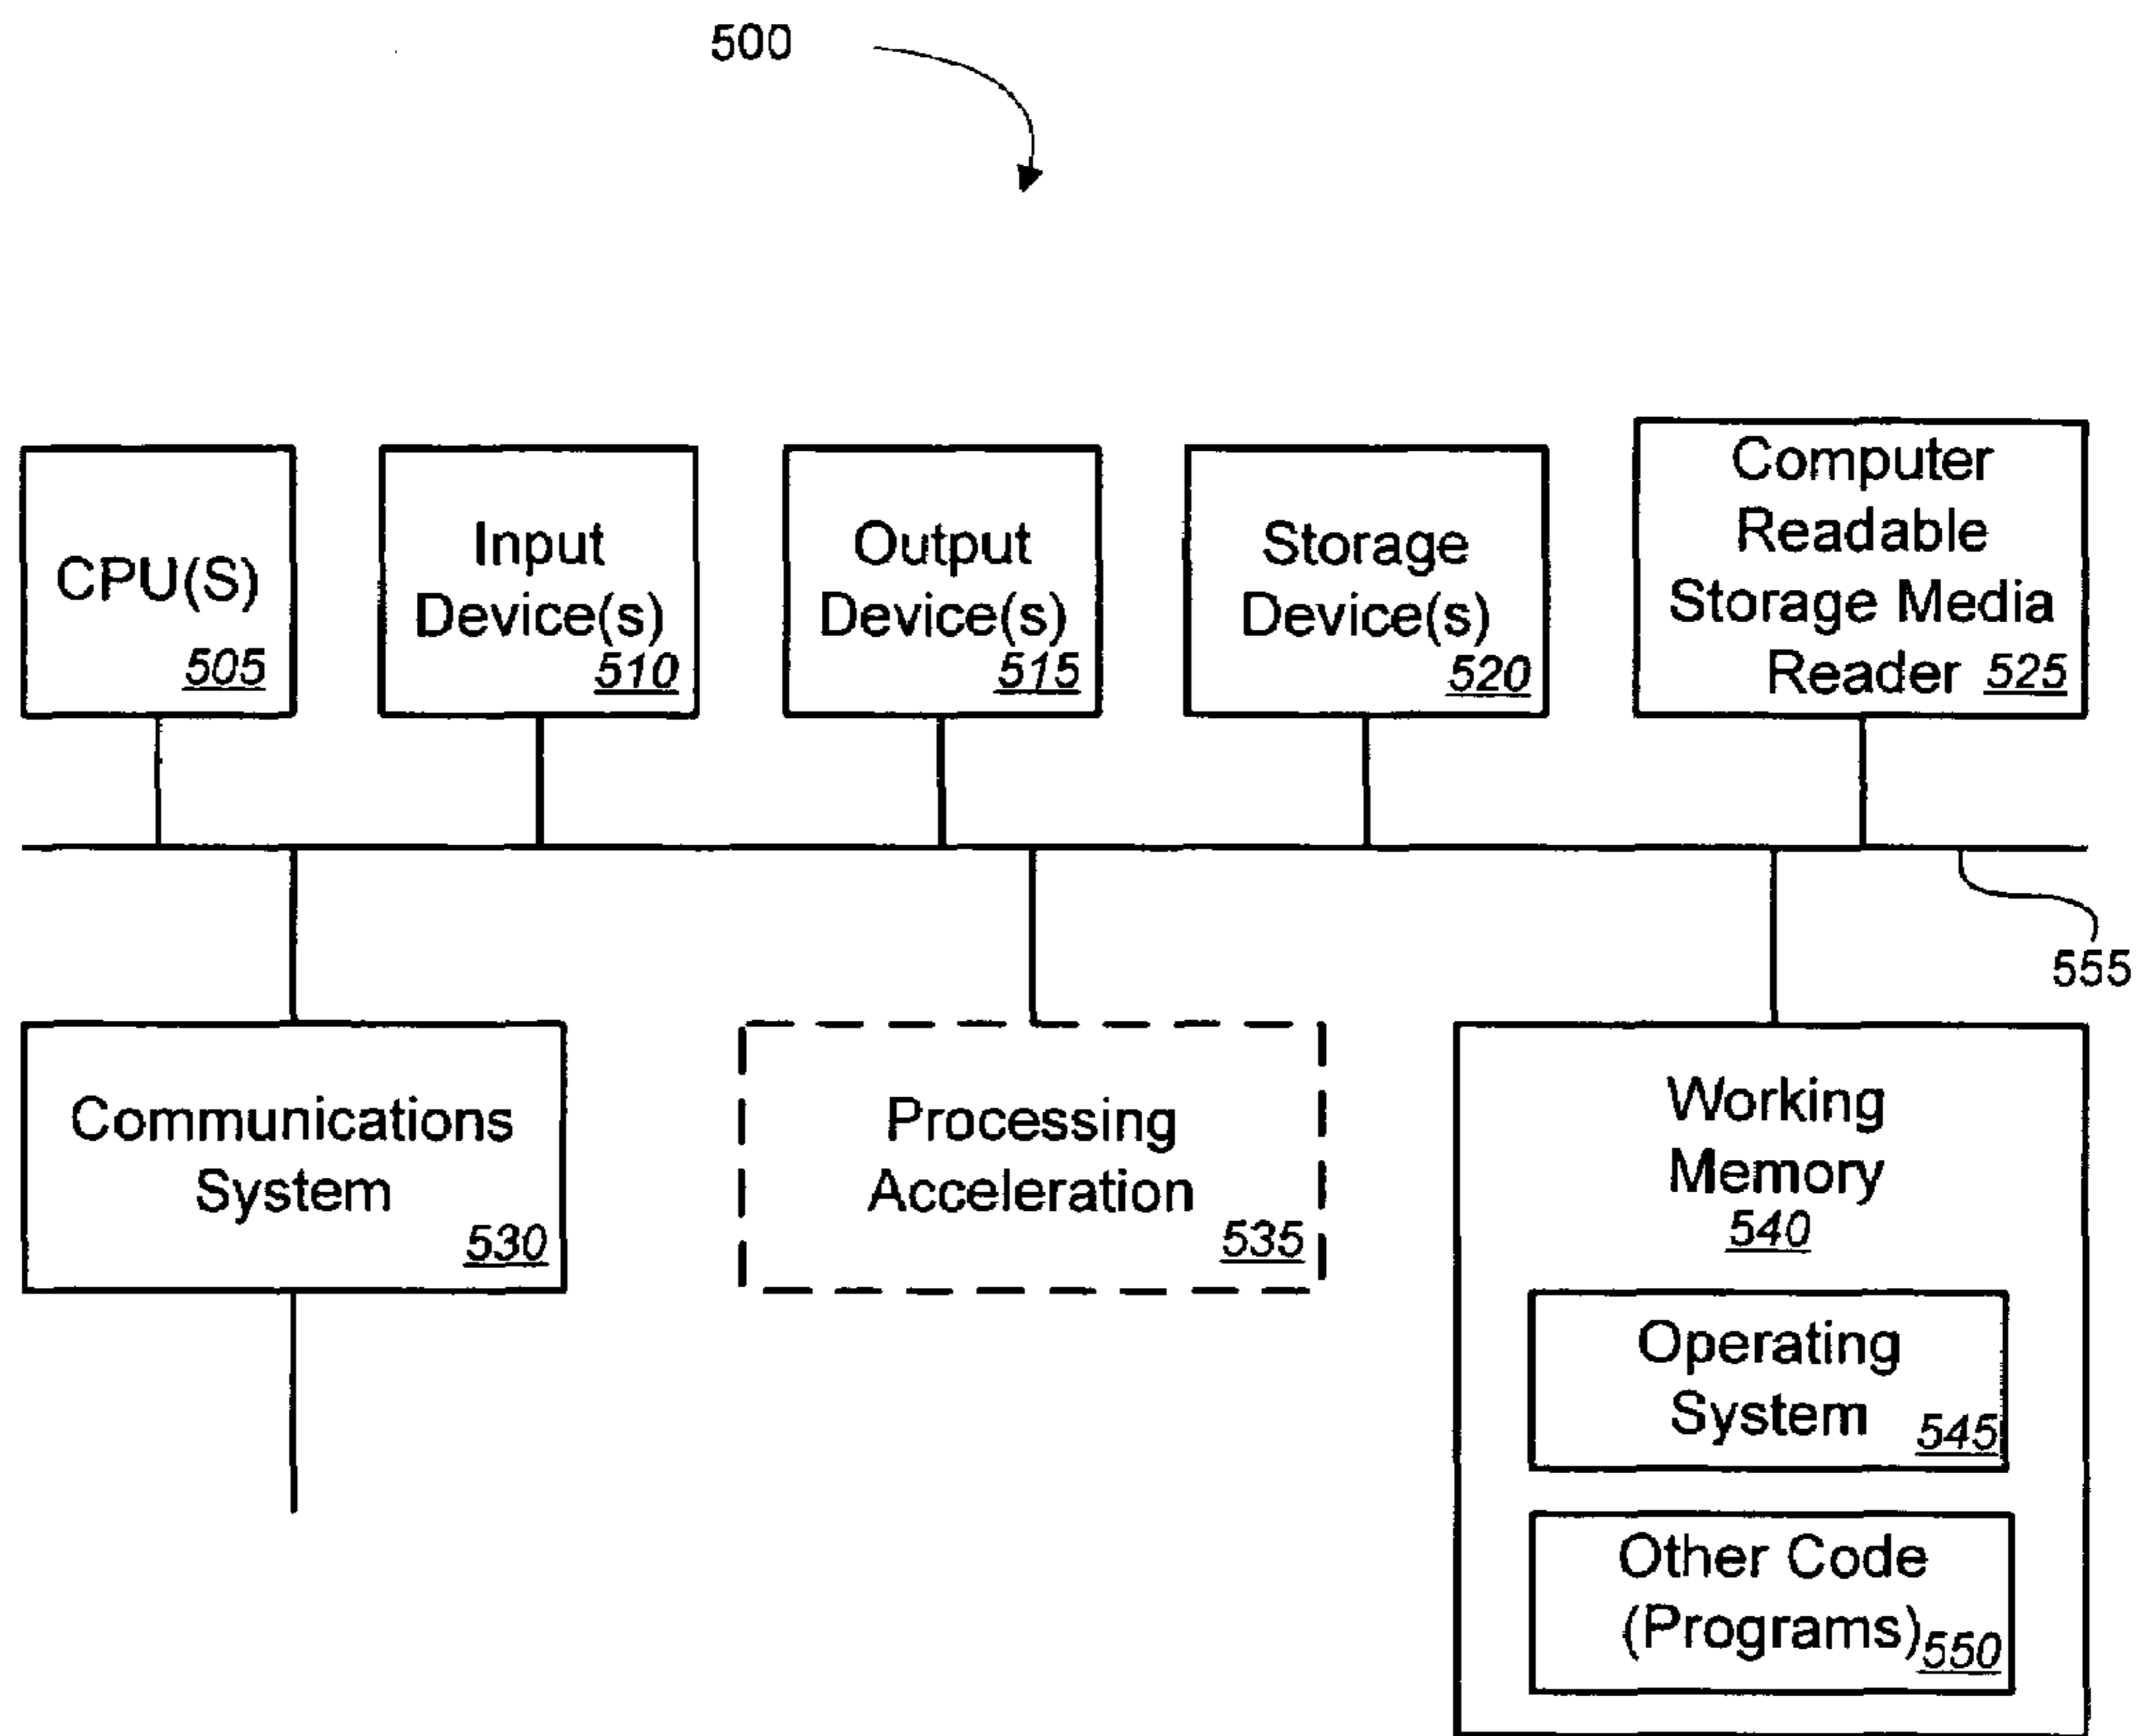 500
CPU(S)
505
Input
Device(s)
510
Output
Device(s)
515
Storage
Device(s)
520
Computer
Readable
Storage Media
Reader 525
555
Communications
System
530
Processing
Acceleration
535
Working
Memory
540
Operating
System
545
Other Code
(Programs)
550